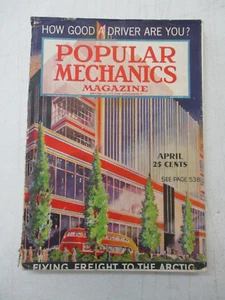 HOW GOOD A DRIVER ARE YOU?
POPULAR
MECHANICS
MAGAZINE
APRIL
25 CENTS
SEE PAGE 538
FLYING FREIGHT TO THE ARCTIC